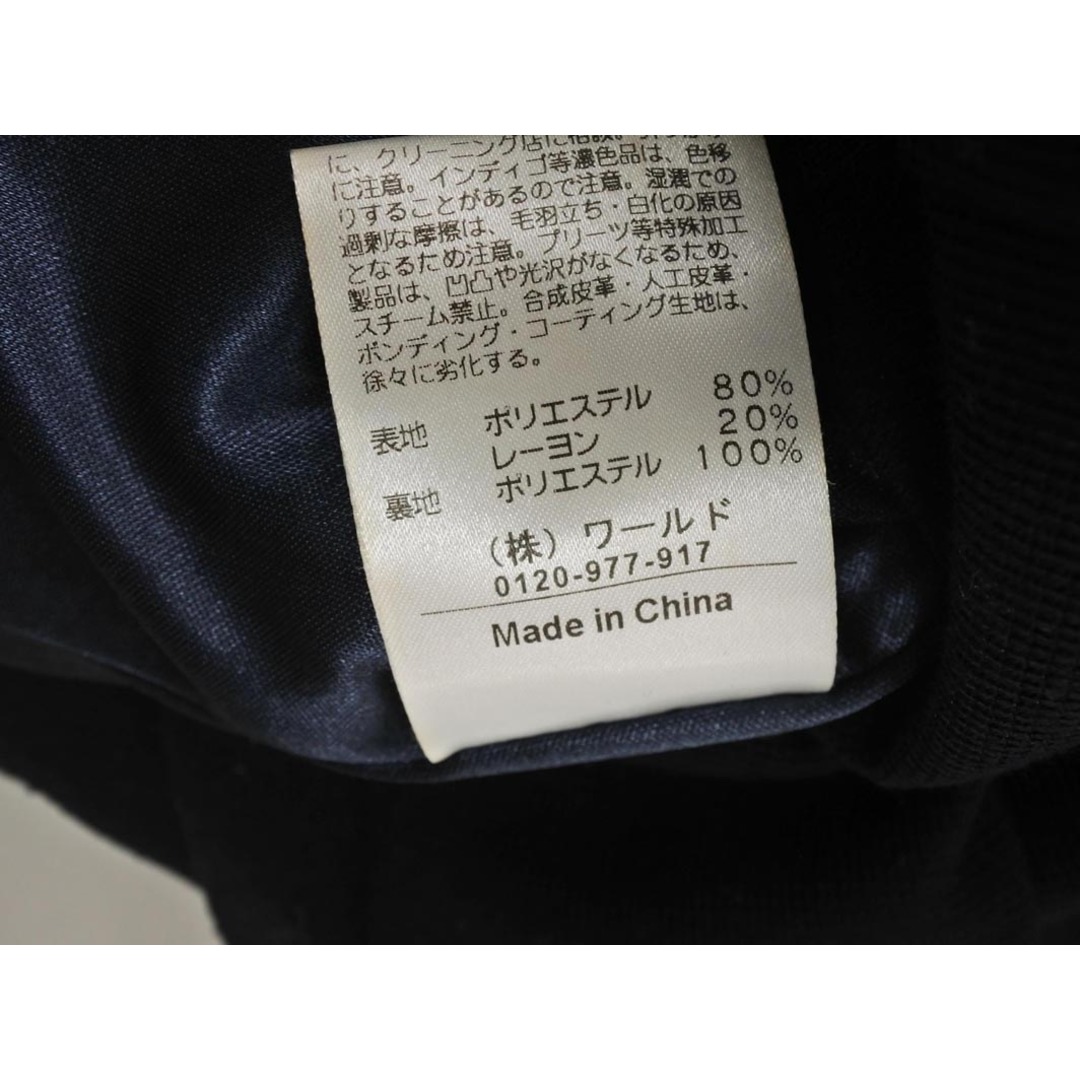 に、クリーニング店に相談。
に注意。インディゴ等濃色品は、色移
りすることがあるので注意。湿潤での
過剰な摩擦は、毛羽立ち・白化の原因
となるため注意。プリーツ等特殊加工
製品は、凹凸や光沢がなくなるため、
スチーム禁止。合成皮革・人工皮革・
ボンディング・コーティング生地は、
徐々に劣化する。
表地 ポリエステル 80%
レーヨン 20%
裏地 ポリエステル 100%
(株) ワールド
0120-977-917
Made in China